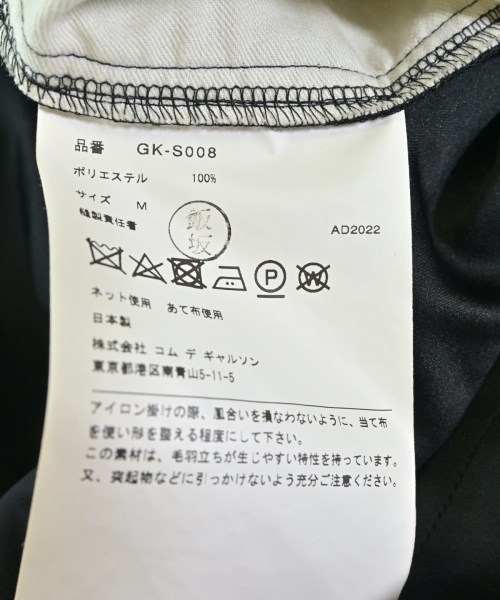 品番 GK-S008
ポリエステル 100%
サイズ M
縫製責任者 飯坂
AD2022
P
W
ネット使用 あて布使用
日本製
株式会社 コム デ ギャルソン
東京都港区南青山5-11-5
アイロン掛けの際、風合いを損なわないように、当て布
を使い形を整える程度にして下さい。
この素材は、毛羽立ちが生じやすい特性を持っています。
又、突起物などに引っかけないよう充分ご注意ください。